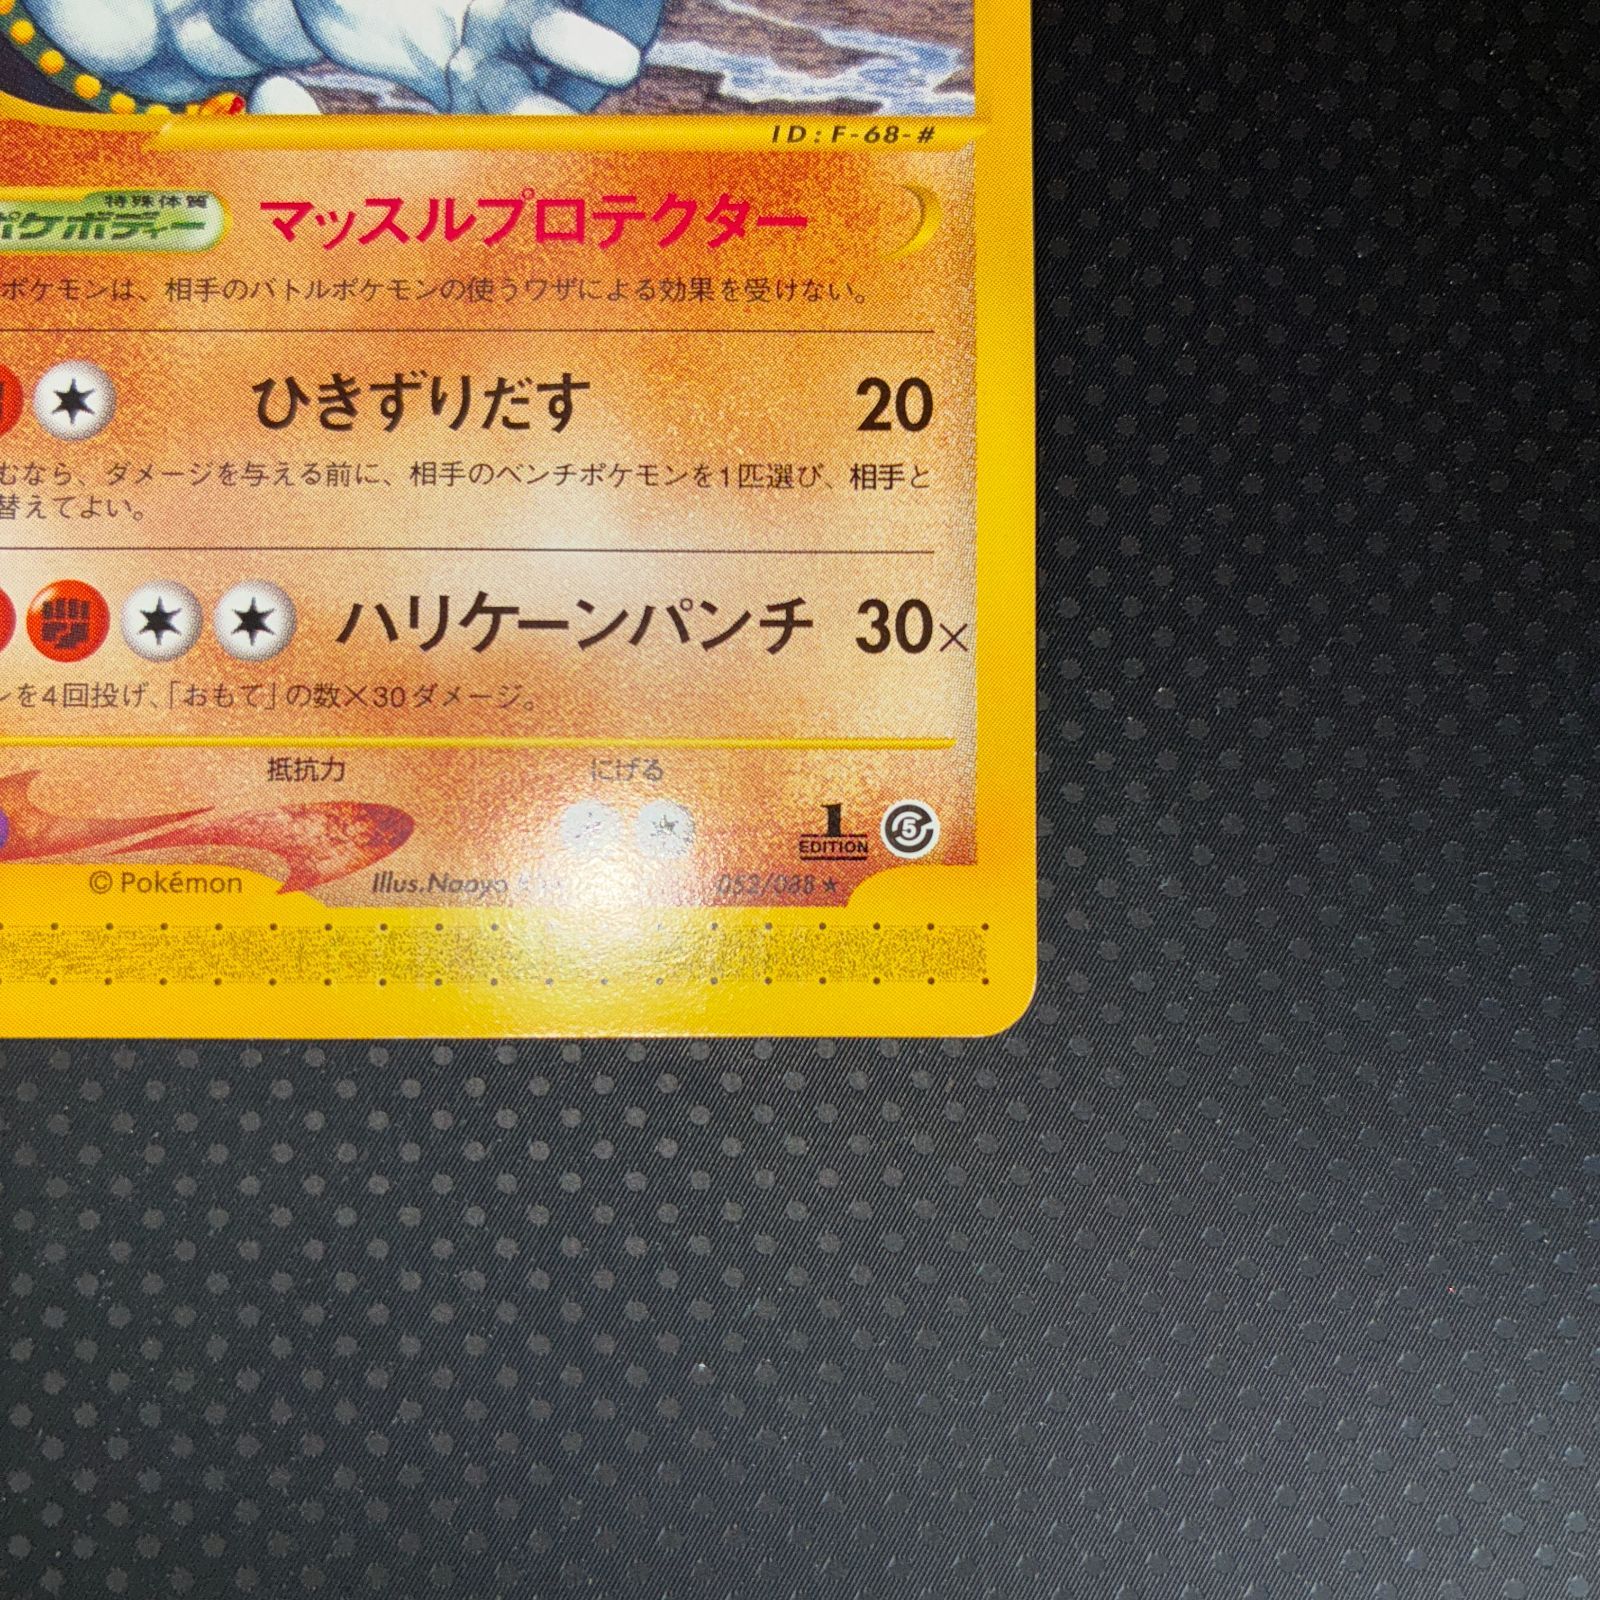 ID:F-68-#
特殊体質
ポケボディー マッスルプロテクター
ポケモンは、相手のバトルポケモンの使うワザによる効果を受けない。
ひきずりだす 20
むなら、ダメージを与える前に、相手のベンチポケモンを1匹選び、相手と
替えてよい。
ハリケーンパンチ 30×
を4回投げ、「おもて」の数×30ダメージ。
抵抗力 にげる
1
EDITION 5
© Pokémon Illus.Naoyo 052/088 ★